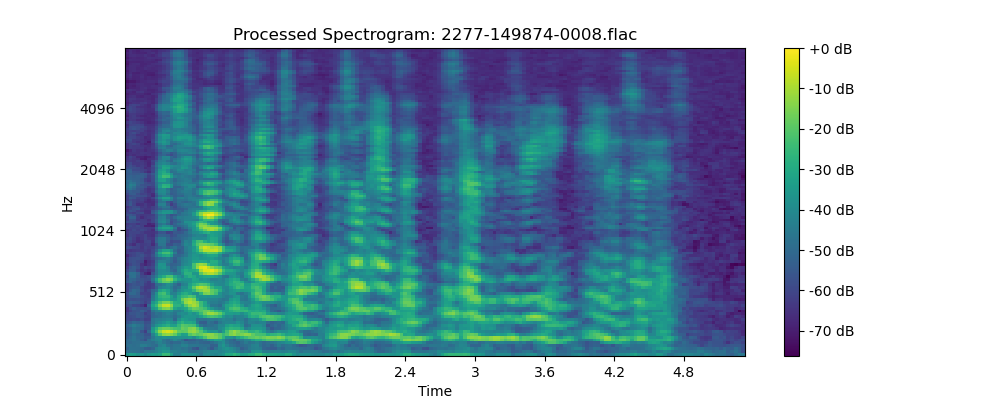 Processed Spectrogram: 2277-149874-0008.flac
Hz
4096
2048
1024
512
0
0 0.6 1.2 1.8 2.4 3 3.6 4.2 4.8
Time
+0 dB
-10 dB
-20 dB
-30 dB
-40 dB
-50 dB
-60 dB
-70 dB